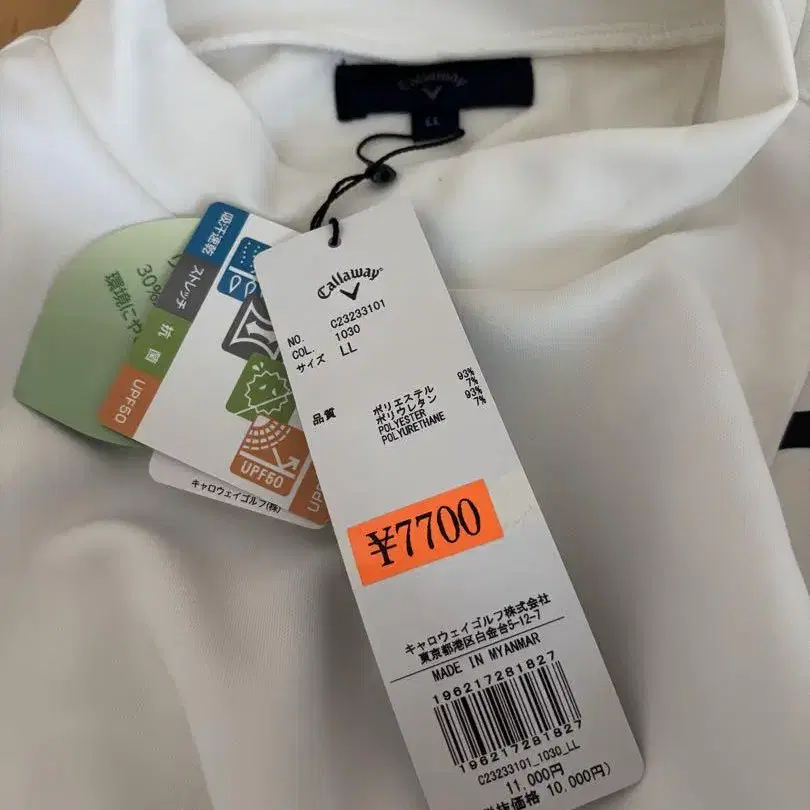 Callaway
LL
30%
環境にや
吸汗速乾
ストレッチ
抗菌
UPF50
UPF50
キャロウェイゴルフ(株)
Callaway
NO. C23233101
COL. 1030
サイズ LL
品質 ポリエステル 93%
ポリウレタン 7%
POLYESTER 93%
POLYURETHANE 7%
¥7700
キャロウェイゴルフ株式会社
東京都港区白金台5-12-7
MADE IN MYANMAR
196217281827
196217281827
C23233101_1030_LL
11,000円
10,000円)